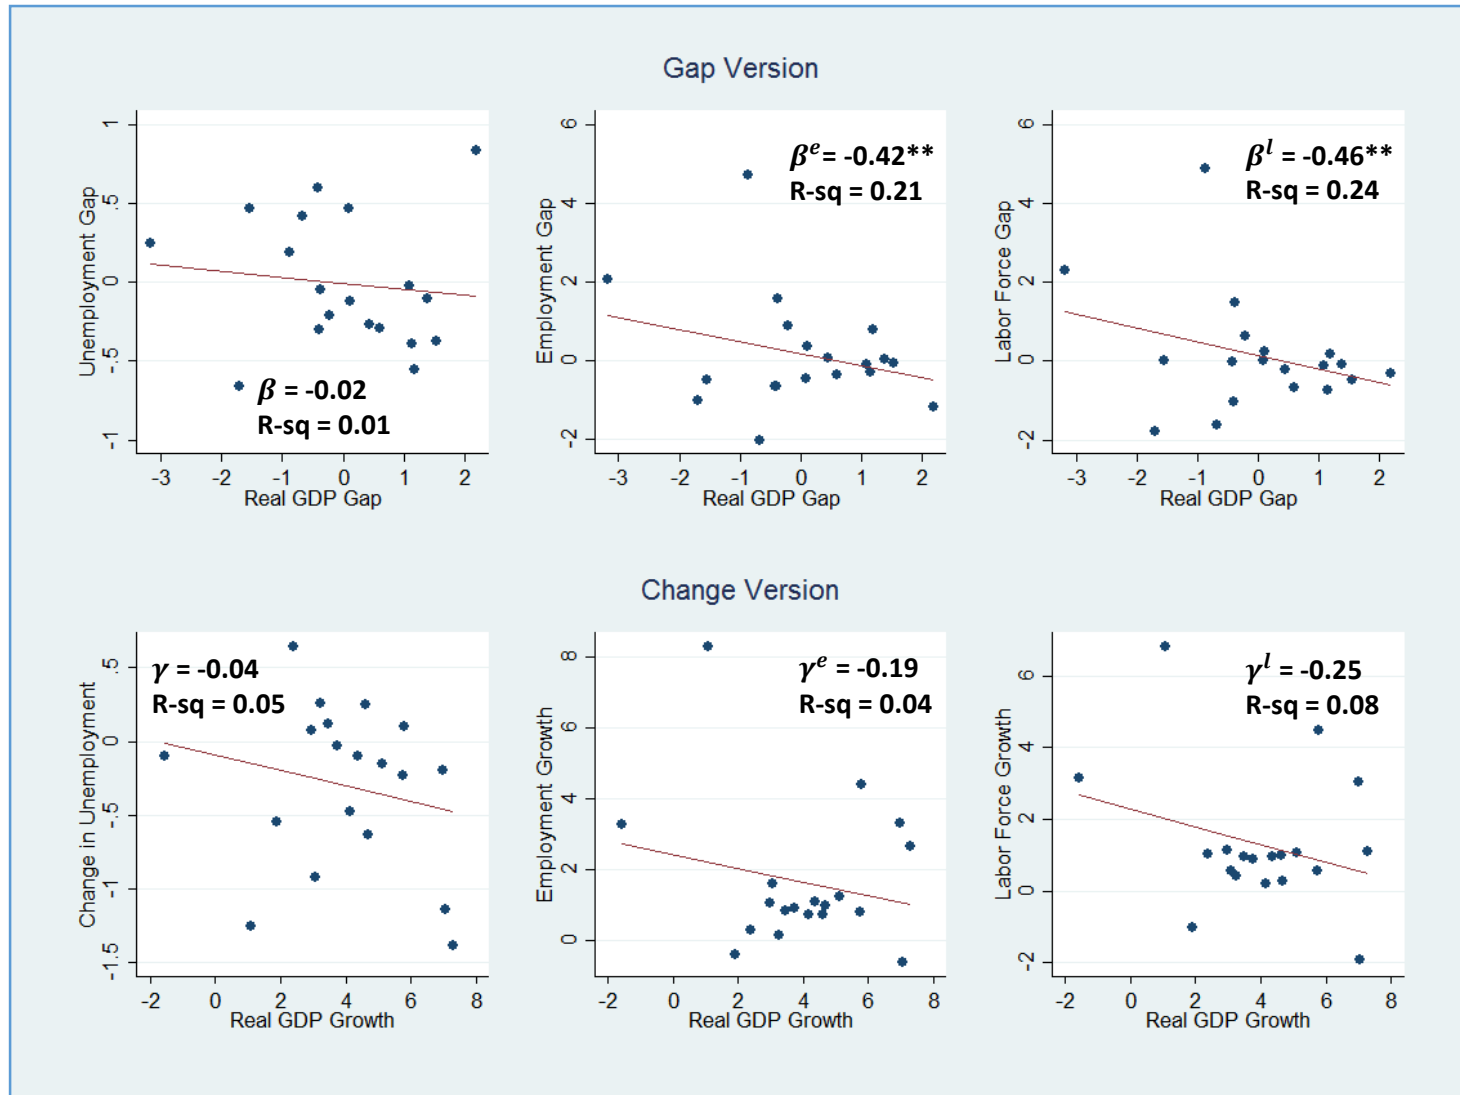 Gap Version
Unemployment Gap
1
.5
0
-.5
-1
β = -0.02
R-sq = 0.01
-3 -2 -1 0 1 2
Real GDP Gap
Employment Gap
6
4
2
0
-2
βᵉ= -0.42**
R-sq = 0.21
-3 -2 -1 0 1 2
Real GDP Gap
Labor Force Gap
6
4
2
0
-2
βˡ = -0.46**
R-sq = 0.24
-3 -2 -1 0 1 2
Real GDP Gap
Change Version
Change in Unemployment
.5
0
-.5
-1
-1.5
γ = -0.04
R-sq = 0.05
-2 0 2 4 6 8
Real GDP Growth
Employment Growth
8
6
4
2
0
γᵉ = -0.19
R-sq = 0.04
-2 0 2 4 6 8
Real GDP Growth
Labor Force Growth
6
4
2
0
-2
γˡ = -0.25
R-sq = 0.08
-2 0 2 4 6 8
Real GDP Growth